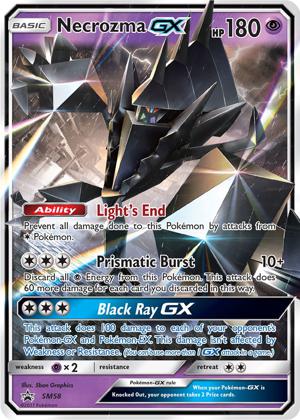 BASIC Necrozma GX HP 180
Ability Light's End
Prevent all damage done to this Pokémon by attacks from
Pokémon.
Prismatic Burst 10+
Discard all Energy from this Pokémon. This attack does
60 more damage for each card you discarded in this way.
Black Ray GX
This attack does 100 damage to each of your opponent's
Pokémon-GX and Pokémon-EX. This damage isn't affected by
Weakness or Resistance. (You can't use more than 1 GX attack in a game.)
weakness ×2 resistance retreat
Pokémon-GX rule
When your Pokémon-GX is
Knocked Out, your opponent takes 2 Prize cards.
Illus. 5ban Graphics
SM58
©2017 Pokémon